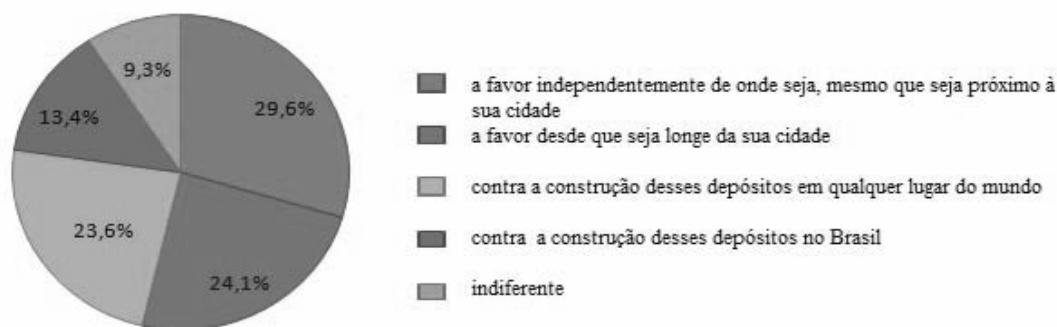 9,3%
29,6%
13,4%
23,6%
24,1%
a favor independentemente de onde seja, mesmo que seja próximo à
sua cidade
a favor desde que seja longe da sua cidade
contra a construção desses depósitos em qualquer lugar do mundo
contra a construção desses depósitos no Brasil
indiferente